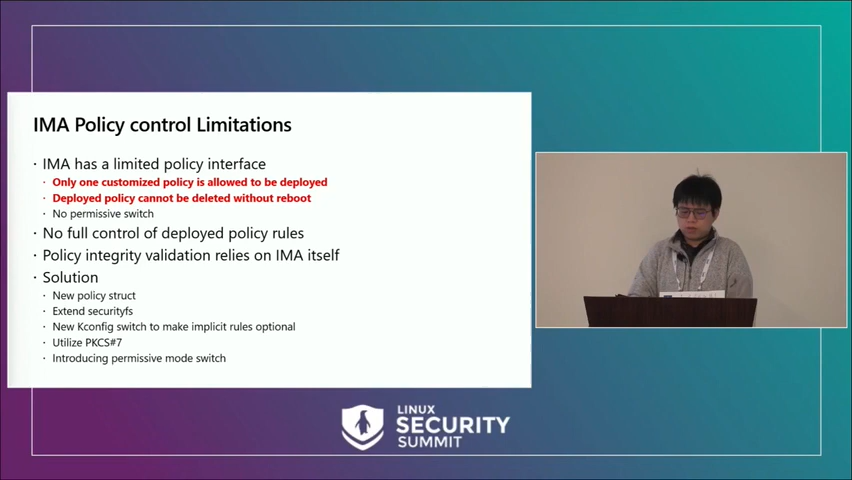 IMA Policy control Limitations
· IMA has a limited policy interface
· Only one customized policy is allowed to be deployed
· Deployed policy cannot be deleted without reboot
· No permissive switch
· No full control of deployed policy rules
· Policy integrity validation relies on IMA itself
· Solution
· New policy struct
· Extend securityfs
· New Kconfig switch to make implicit rules optional
· Utilize PKCS#7
· Introducing permissive mode switch
LINUX
SECURITY
SUMMIT